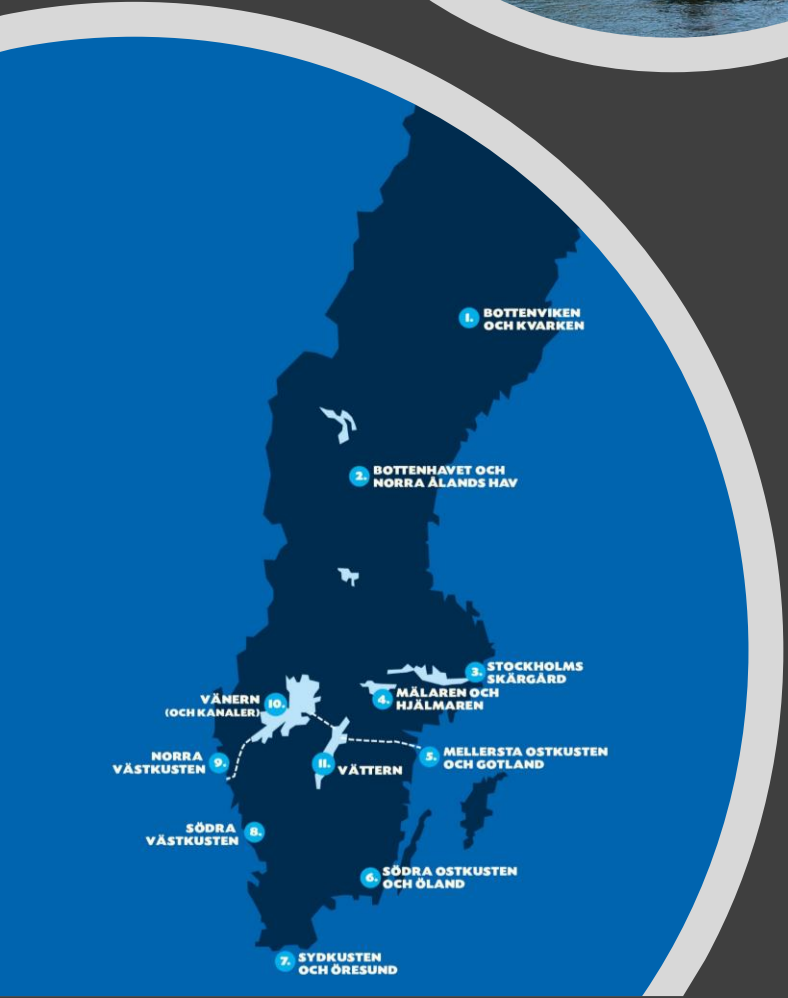 1. BOTTENVIKEN
OCH KVARKEN
2. BOTTENHAVET OCH
NORRA ÅLANDS HAV
3. STOCKHOLMS
SKÄRGÅRD
4. MÄLAREN OCH
HJÄLMAREN
VÄNERN 10.
(OCH KANALER)
5. MELLERSTA OSTKUSTEN
OCH GOTLAND
NORRA 9.
VÄSTKUSTEN
11. VÄTTERN
SÖDRA 8.
VÄSTKUSTEN
6. SÖDRA OSTKUSTEN
OCH ÖLAND
7. SYDKUSTEN
OCH ÖRESUND